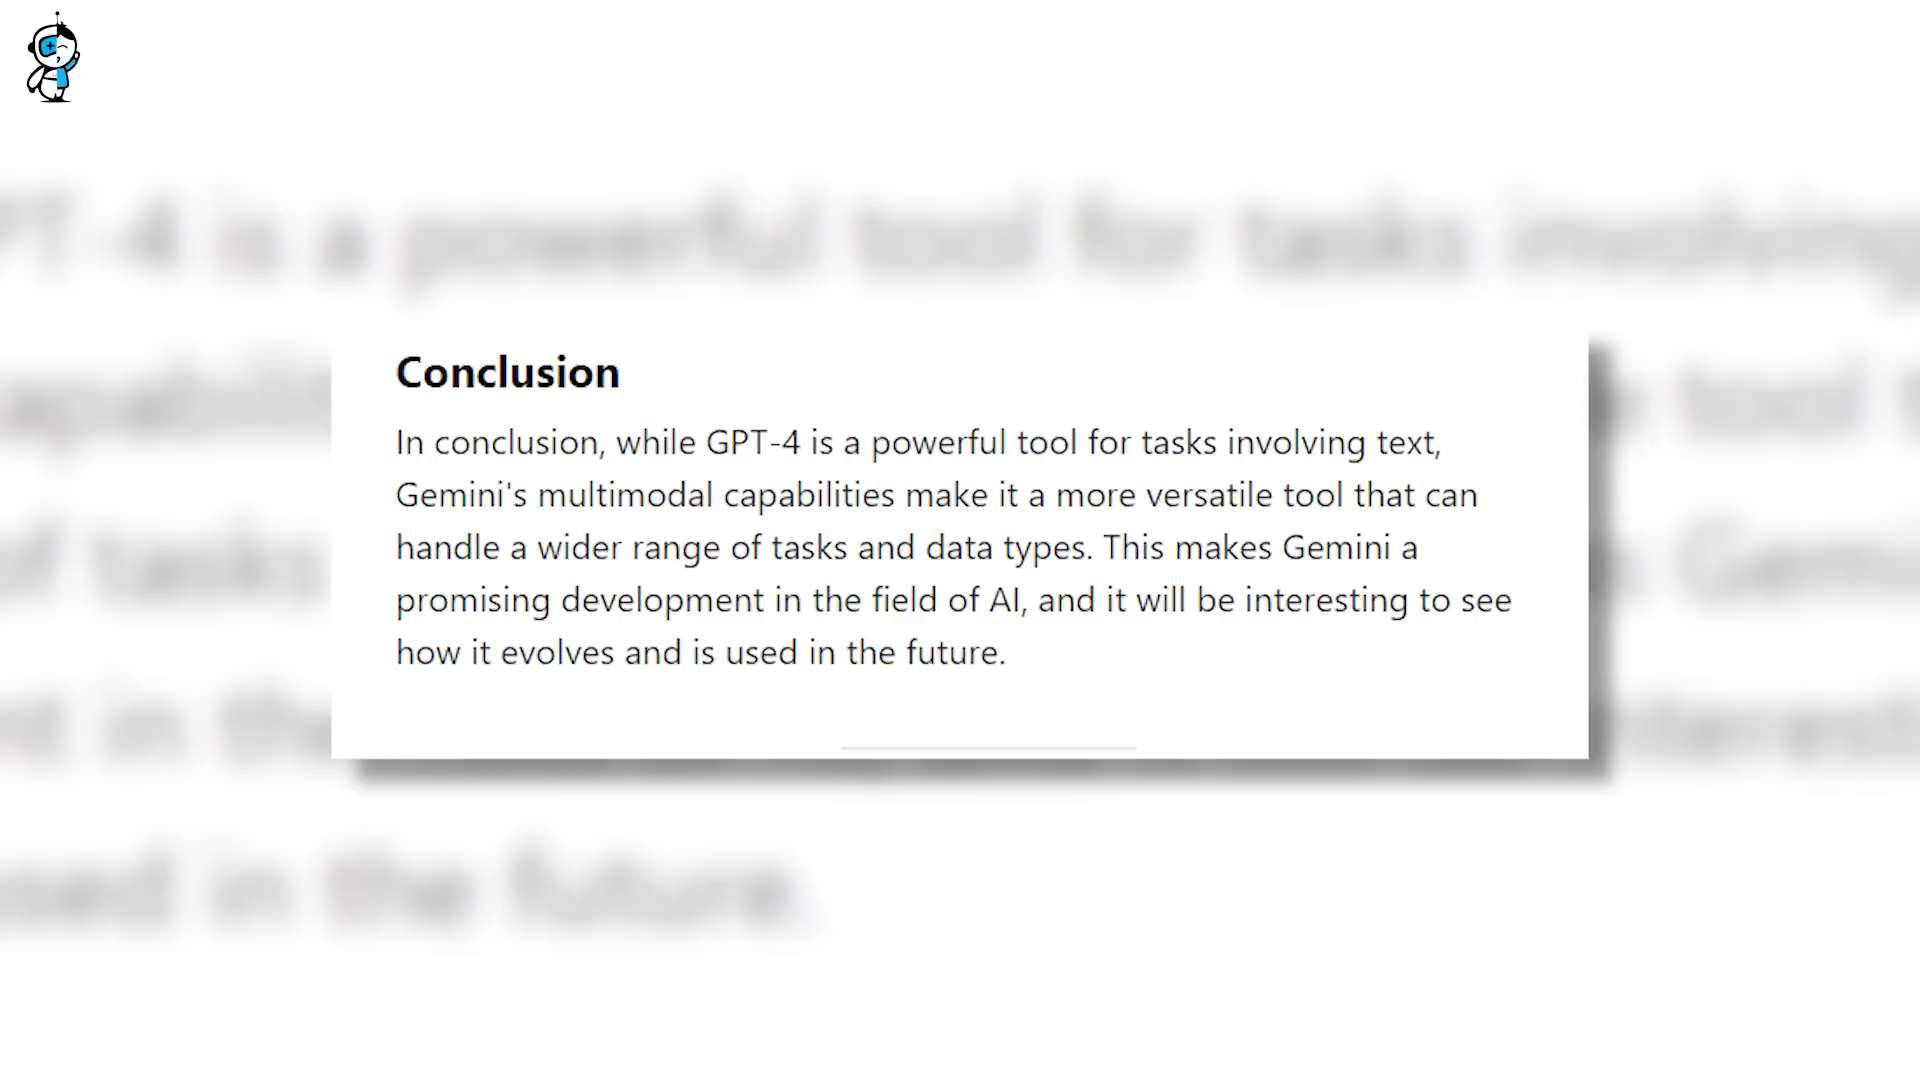 Conclusion
In conclusion, while GPT-4 is a powerful tool for tasks involving text,
Gemini's multimodal capabilities make it a more versatile tool that can
handle a wider range of tasks and data types. This makes Gemini a
promising development in the field of AI, and it will be interesting to see
how it evolves and is used in the future.